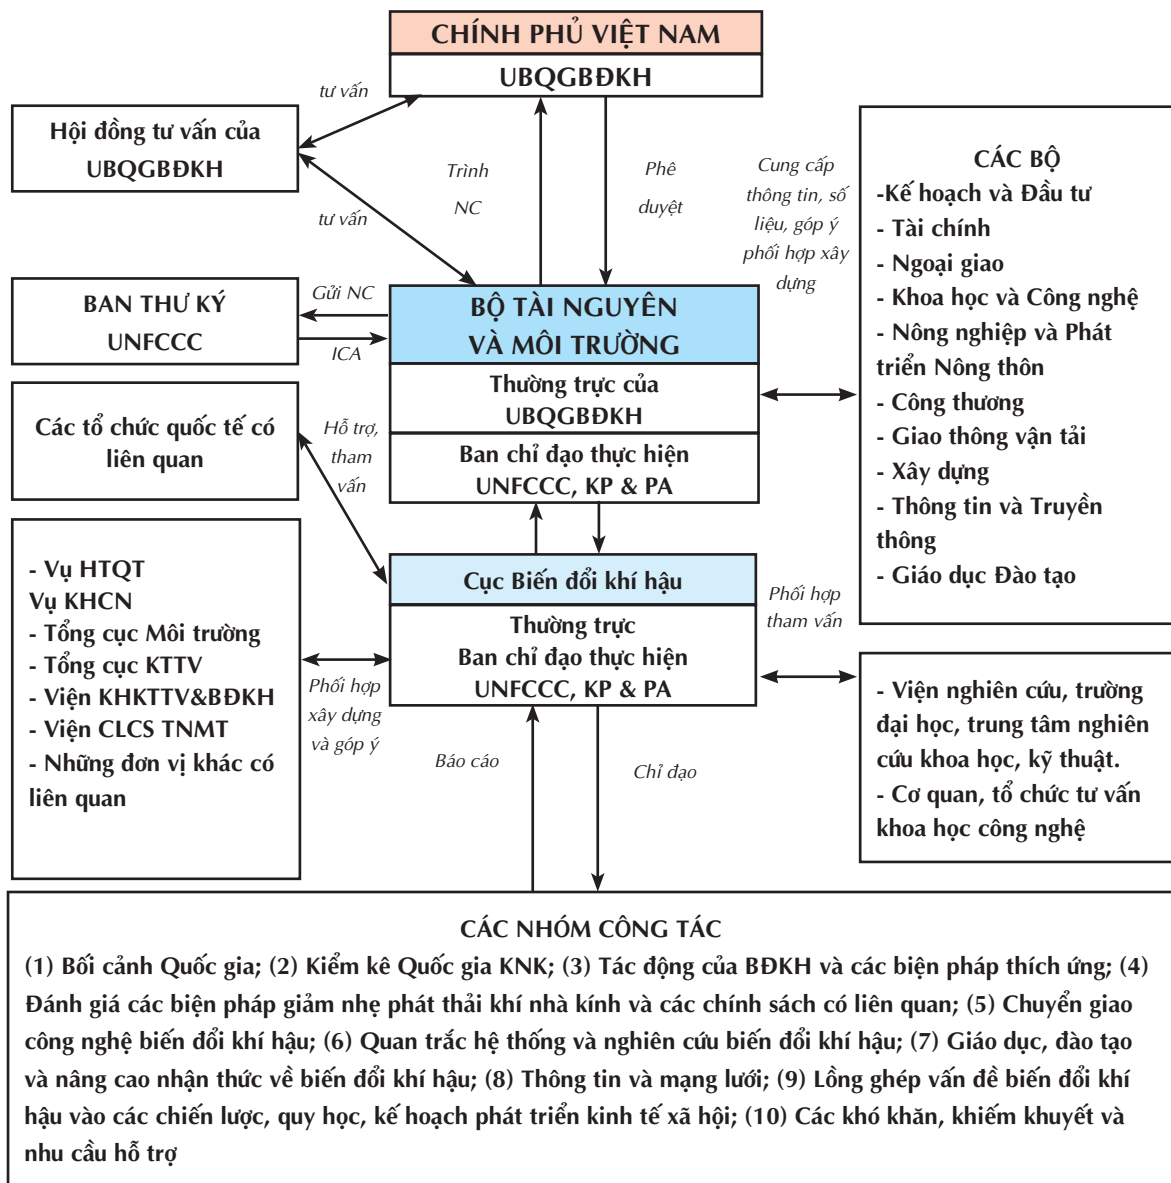 CHÍNH PHỦ VIỆT NAM
UBQGBĐKH
tư vấn
Hội đồng tư vấn của
UBQGBĐKH
tư vấn
Trình
NC
Phê
duyệt
Cung cấp
thông tin, số
liệu, góp ý
phối hợp xây
dựng
CÁC BỘ
-Kế hoạch và Đầu tư
- Tài chính
- Ngoại giao
- Khoa học và Công nghệ
- Nông nghiệp và Phát
triển Nông thôn
- Công thương
- Giao thông vận tải
- Xây dựng
- Thông tin và Truyền
thông
- Giáo dục Đào tạo
BAN THƯ KÝ
UNFCCC
Gửi NC
ICA
BỘ TÀI NGUYÊN
VÀ MÔI TRƯỜNG
Thường trực của
UBQGBĐKH
Ban chỉ đạo thực hiện
UNFCCC, KP & PA
Các tổ chức quốc tế có
liên quan
Hỗ trợ,
tham
vấn
- Vụ HTQT
Vụ KHCN
- Tổng cục Môi trường
- Tổng cục KTTV
- Viện KHKTTV&BĐKH
- Viện CLCS TNMT
- Những đơn vị khác có
liên quan
Phối hợp
xây dựng
và góp ý
Cục Biến đổi khí hậu
Thường trực
Ban chỉ đạo thực hiện
UNFCCC, KP & PA
Phối hợp
tham vấn
- Viện nghiên cứu, trường
đại học, trung tâm nghiên
cứu khoa học, kỹ thuật.
- Cơ quan, tổ chức tư vấn
khoa học công nghệ
Báo cáo
Chỉ đạo
CÁC NHÓM CÔNG TÁC
(1) Bối cảnh Quốc gia; (2) Kiểm kê Quốc gia KNK; (3) Tác động của BĐKH và các biện pháp thích ứng; (4)
Đánh giá các biện pháp giảm nhẹ phát thải khí nhà kính và các chính sách có liên quan; (5) Chuyển giao
công nghệ biến đổi khí hậu; (6) Quan trắc hệ thống và nghiên cứu biến đổi khí hậu; (7) Giáo dục, đào tạo
và nâng cao nhận thức về biến đổi khí hậu; (8) Thông tin và mạng lưới; (9) Lồng ghép vấn đề biến đổi khí
hậu vào các chiến lược, quy học, kế hoạch phát triển kinh tế xã hội; (10) Các khó khăn, khiếm khuyết và
nhu cầu hỗ trợ